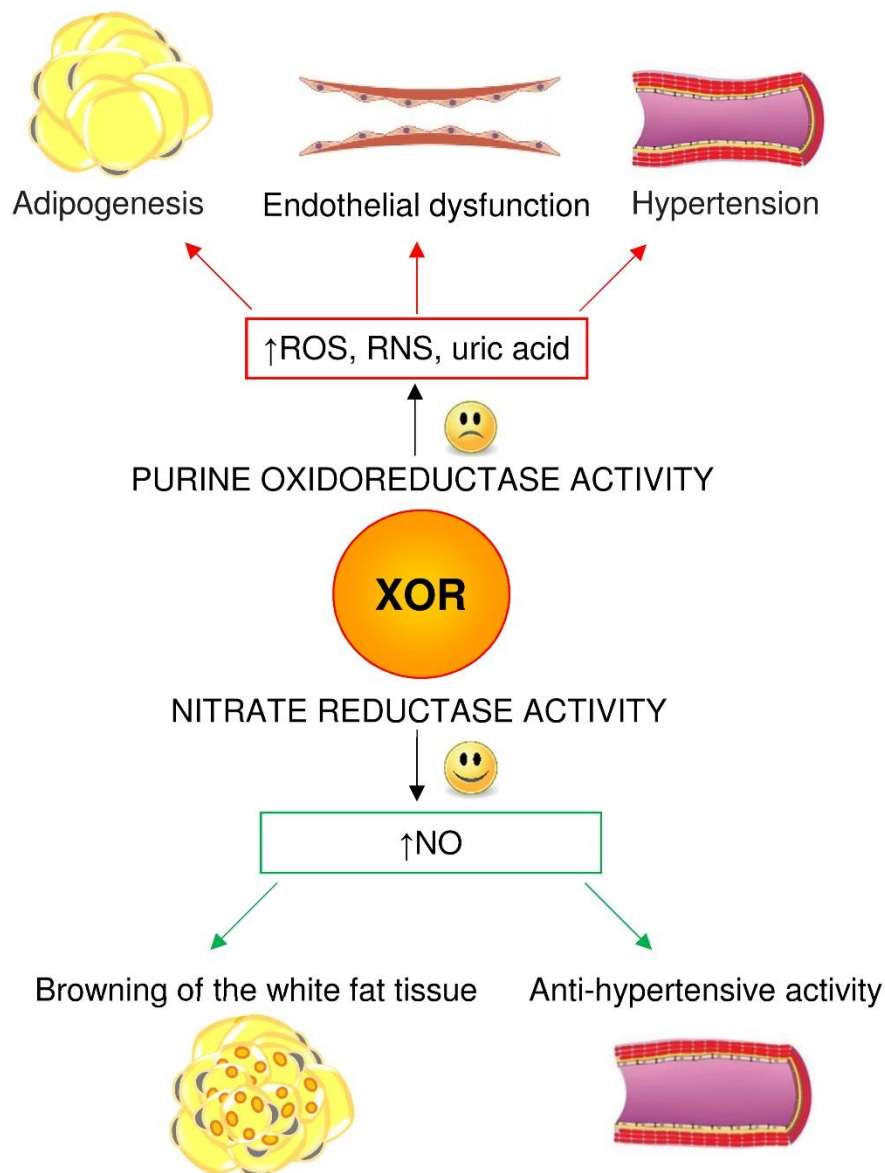 Adipogenesis
Endothelial dysfunction
Hypertension
↑ROS, RNS, uric acid
PURINE OXIDOREDUCTASE ACTIVITY
XOR
NITRATE REDUCTASE ACTIVITY
↑NO
Browning of the white fat tissue
Anti-hypertensive activity